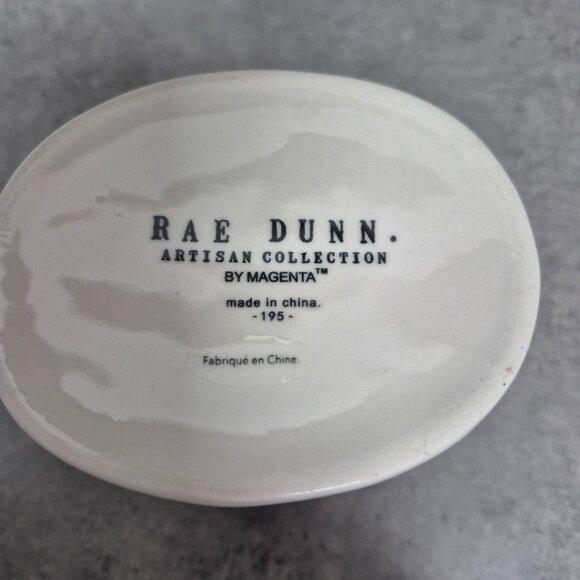 RAE DUNN.
ARTISAN COLLECTION
BY MAGENTA™
made in china.
- 195 -
Fabriqué en Chine.